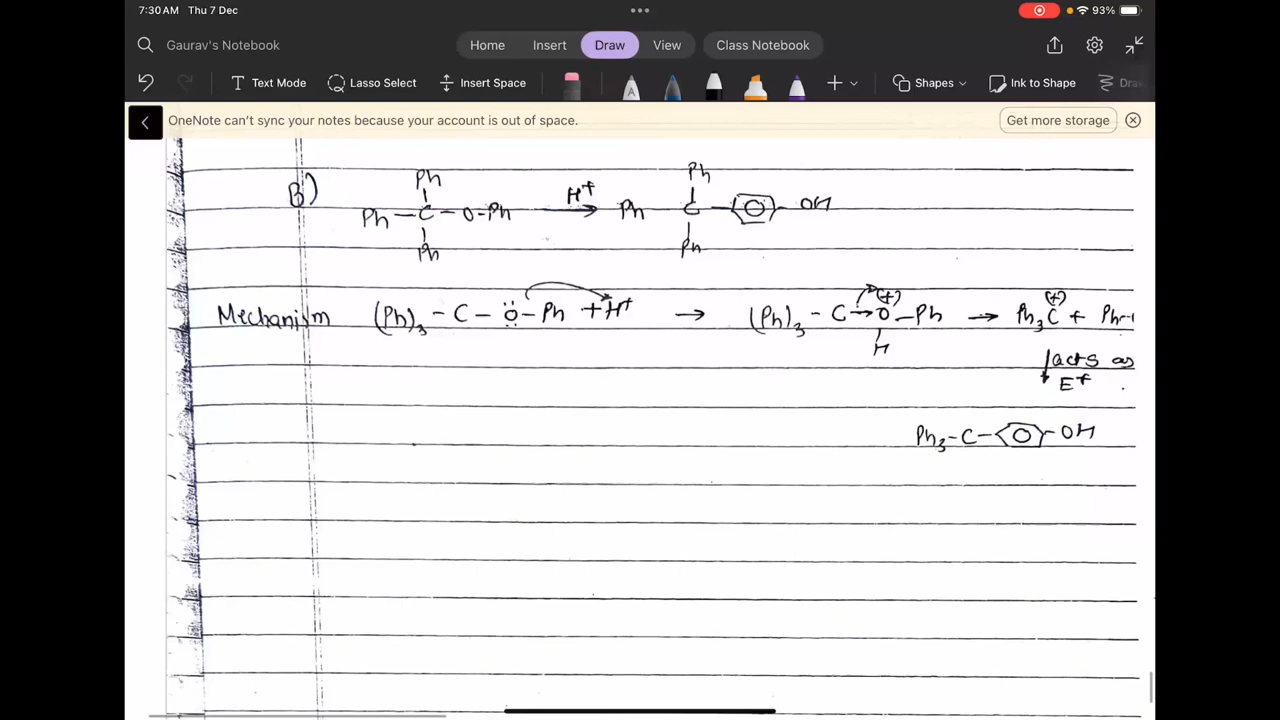 7:30 AM Thu 7 Dec
93%
Gaurav's Notebook
Home Insert Draw View Class Notebook
Text Mode Lasso Select Insert Space A Shapes Ink to Shape Draw
OneNote can't sync your notes because your account is out of space. Get more storage
Ph Ph
B) Ph-C-O-Ph H+ → Ph C- -OH
Ph Ph
Mechanism (Ph)3-C-Ö-Ph + H+ → (Ph)3-C-O(+)-Ph → Ph3C(+) + Ph-
H
↓ acts as
E+
Ph3-C- -OH